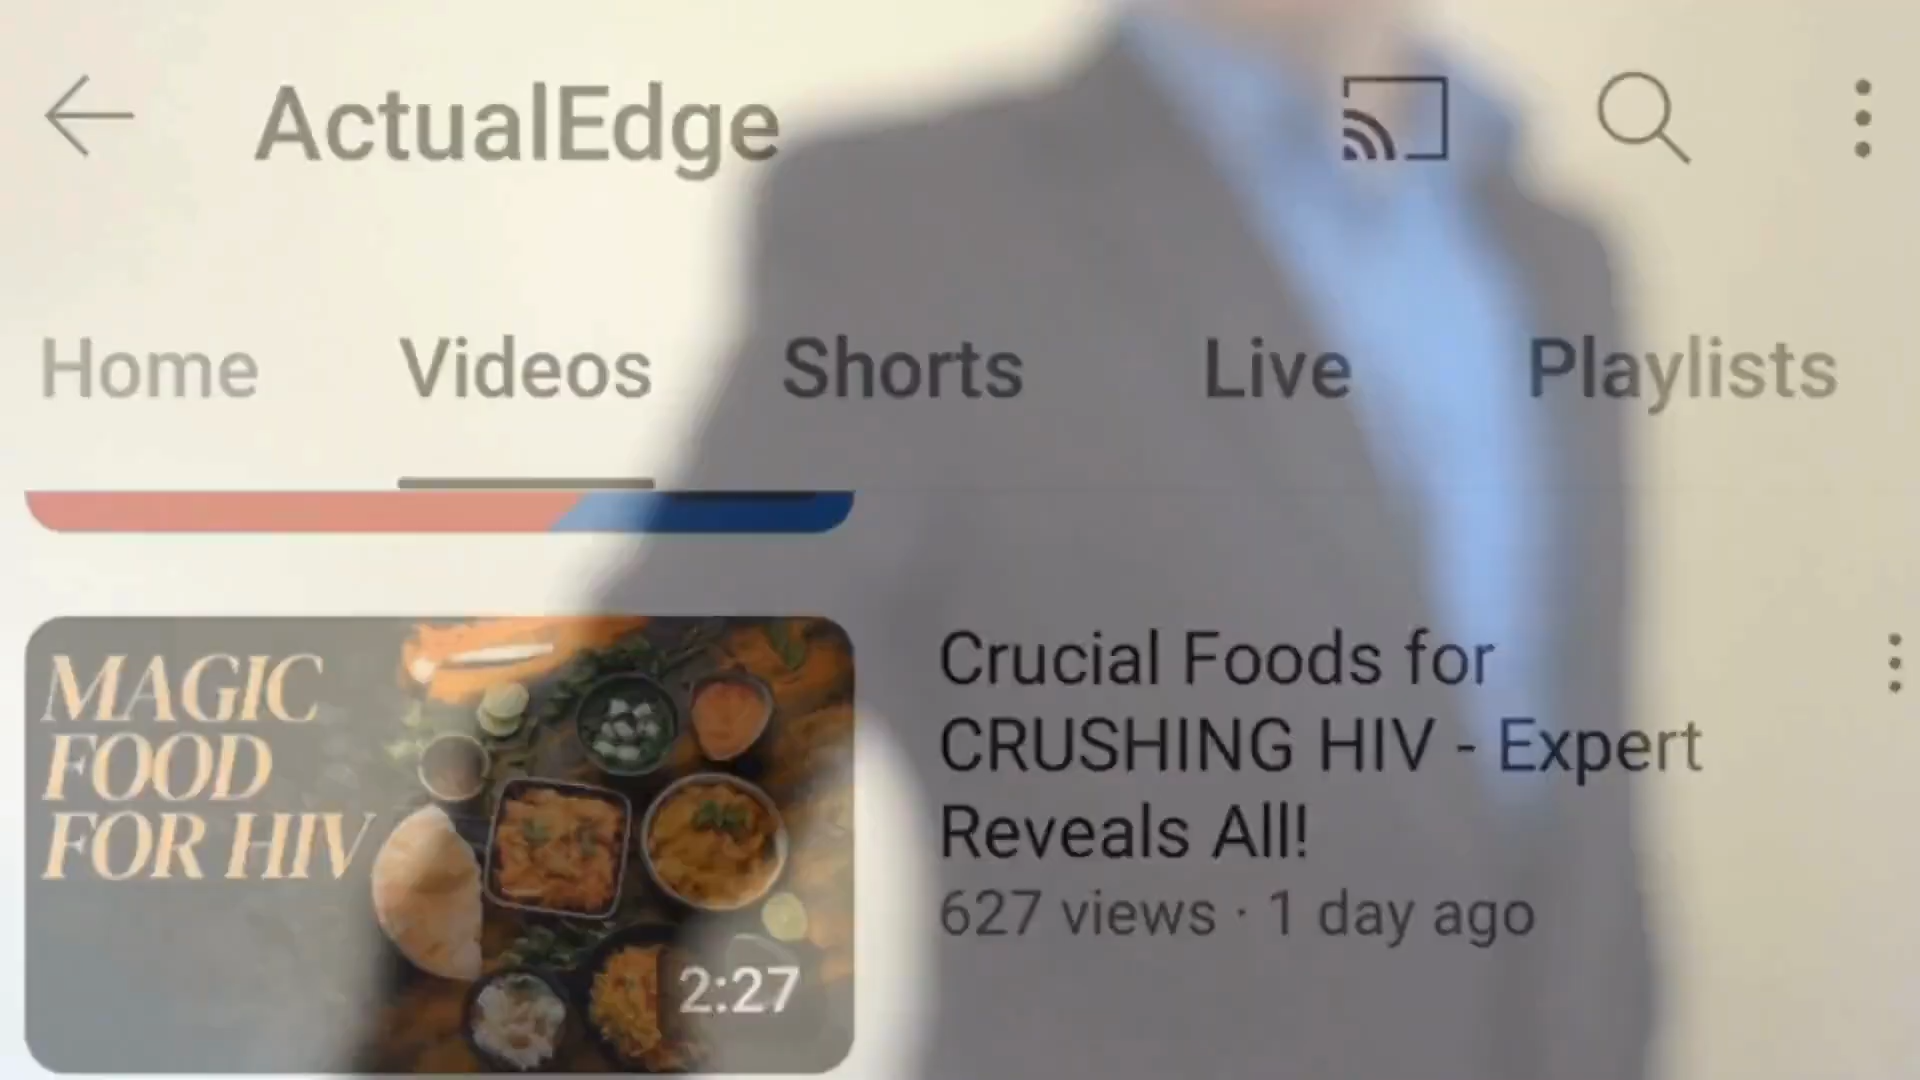 ActualEdge
Home Videos Shorts Live Playlists
MAGIC
FOOD
FOR HIV
2:27
Crucial Foods for
CRUSHING HIV - Expert
Reveals All!
627 views · 1 day ago